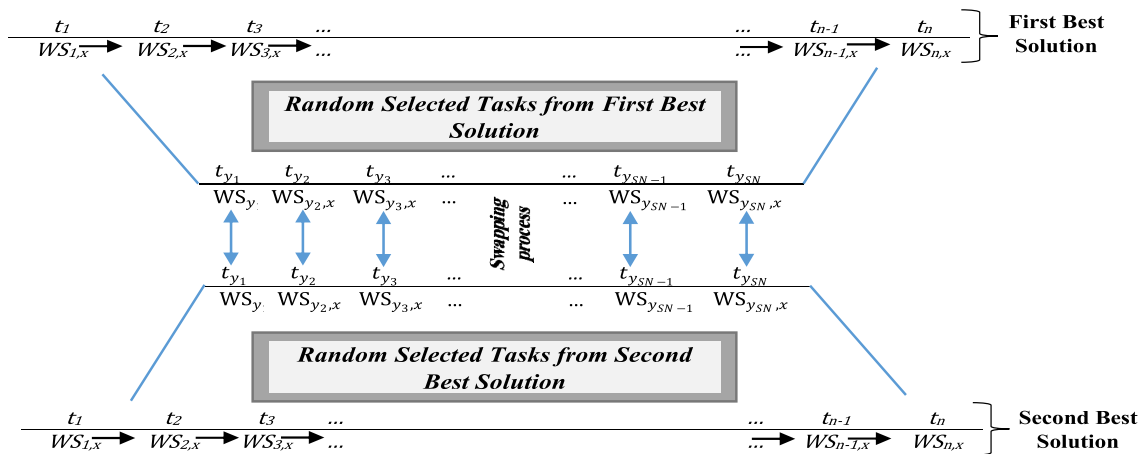 t1 t2 t3 ... ... tn-1 tn
WS1,x WS2,x WS3,x ... ... WSn-1,x WSn,x
First Best
Solution
Random Selected Tasks from First Best
Solution
ty1 ty2 ty3 ... ... tySN−1 tySN
WSy WSy2,x WSy3,x ... ... WSySN−1 WSySN,x
Swapping
process
ty1 ty2 ty3 ... ... tySN−1 tySN
WSy WSy2,x WSy3,x ... ... WSySN−1 WSySN,x
Random Selected Tasks from Second
Best Solution
t1 t2 t3 ... ... tn-1 tn
WS1,x WS2,x WS3,x ... ... WSn-1,x WSn,x
Second Best
Solution